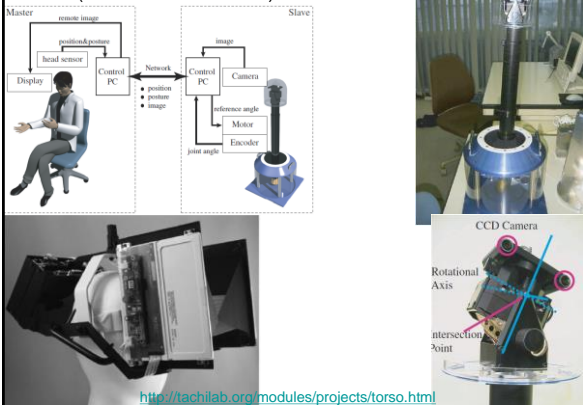 Master
Slave
remote image
position&posture
head sensor
Display
Control
PC
Network
position
posture
image
image
Control
PC
Camera
reference angle
Motor
Encoder
joint angle
CCD Camera
Rotational
Axis
Intersection
Point
http://tachilab.org/modules/projects/torso.html